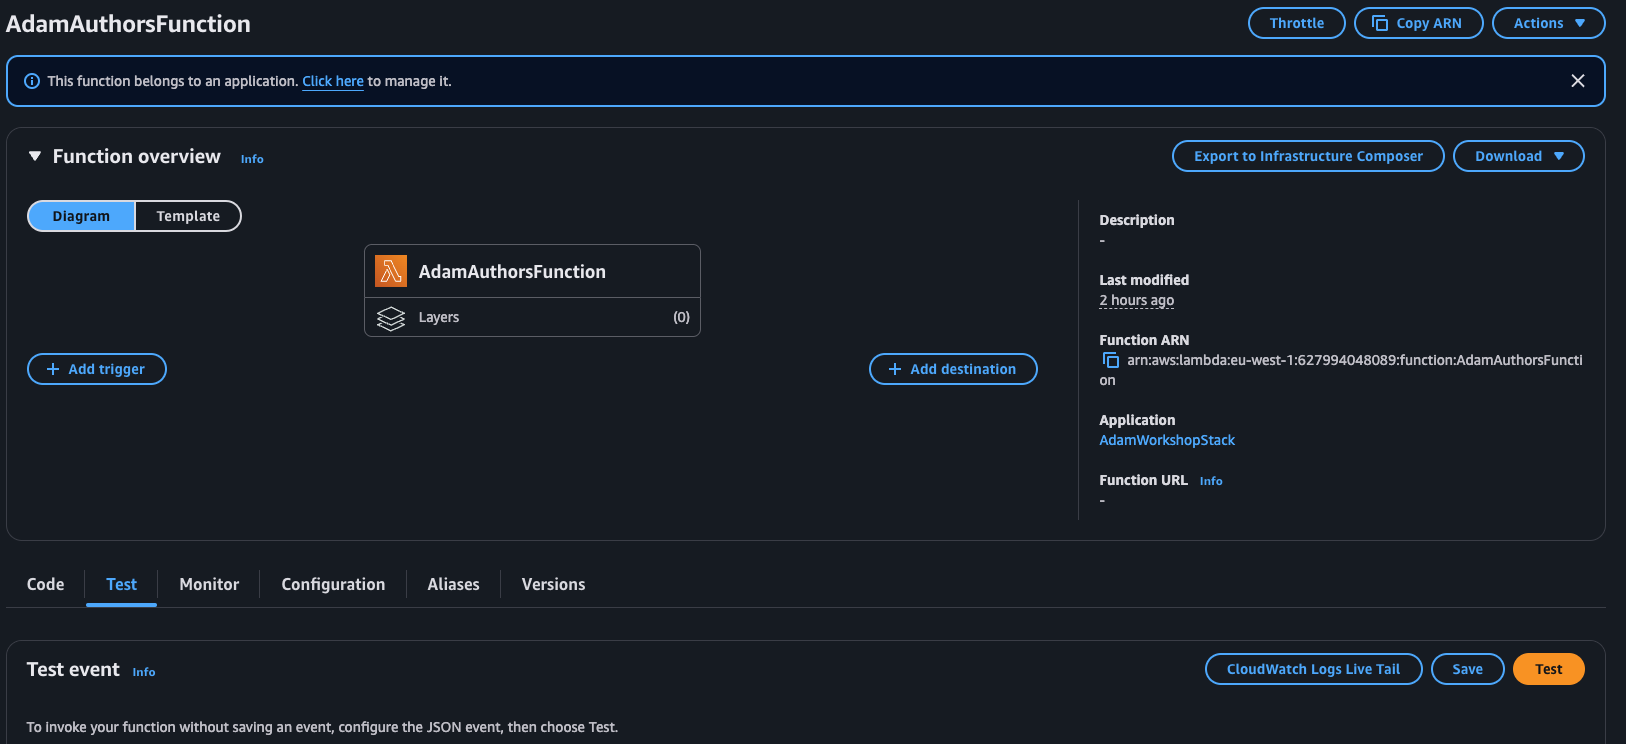 AdamAuthorsFunction
Throttle
Copy ARN
Actions
This function belongs to an application. Click here to manage it.
Function overview
Info
Export to Infrastructure Composer
Download
Diagram
Template
AdamAuthorsFunction
Layers
(0)
+ Add trigger
+ Add destination
Description
-
Last modified
2 hours ago
Function ARN
arn:aws:lambda:eu-west-1:627994048089:function:AdamAuthorsFuncti
on
Application
AdamWorkshopStack
Function URL
Info
-
Code
Test
Monitor
Configuration
Aliases
Versions
Test event
Info
CloudWatch Logs Live Tail
Save
Test
To invoke your function without saving an event, configure the JSON event, then choose Test.